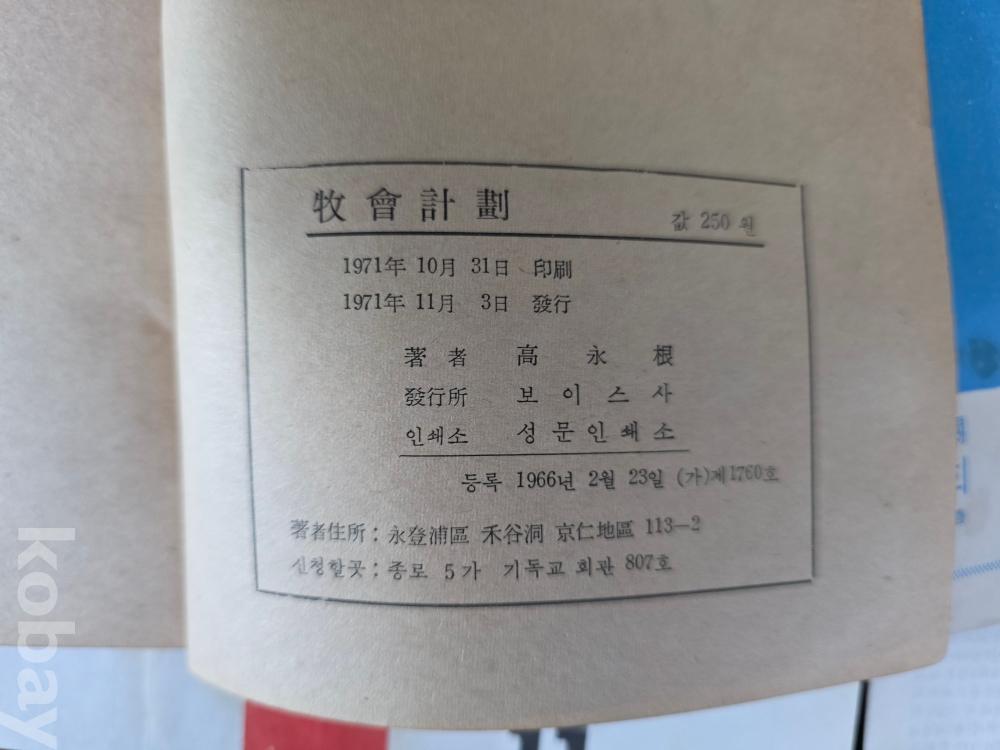 牧會計劃 값 250 원
1971年 10月 31日 印刷
1971年 11月 3日 發行
著者 高永根
發行所 보이스사
인쇄소 성문인쇄소
등록 1966년 2월 23일 (가)제1760호
著者住所: 永登浦區 禾谷洞 京仁地區 113—2
신청할곳: 종로 5가 기독교 회관 807호
kobay